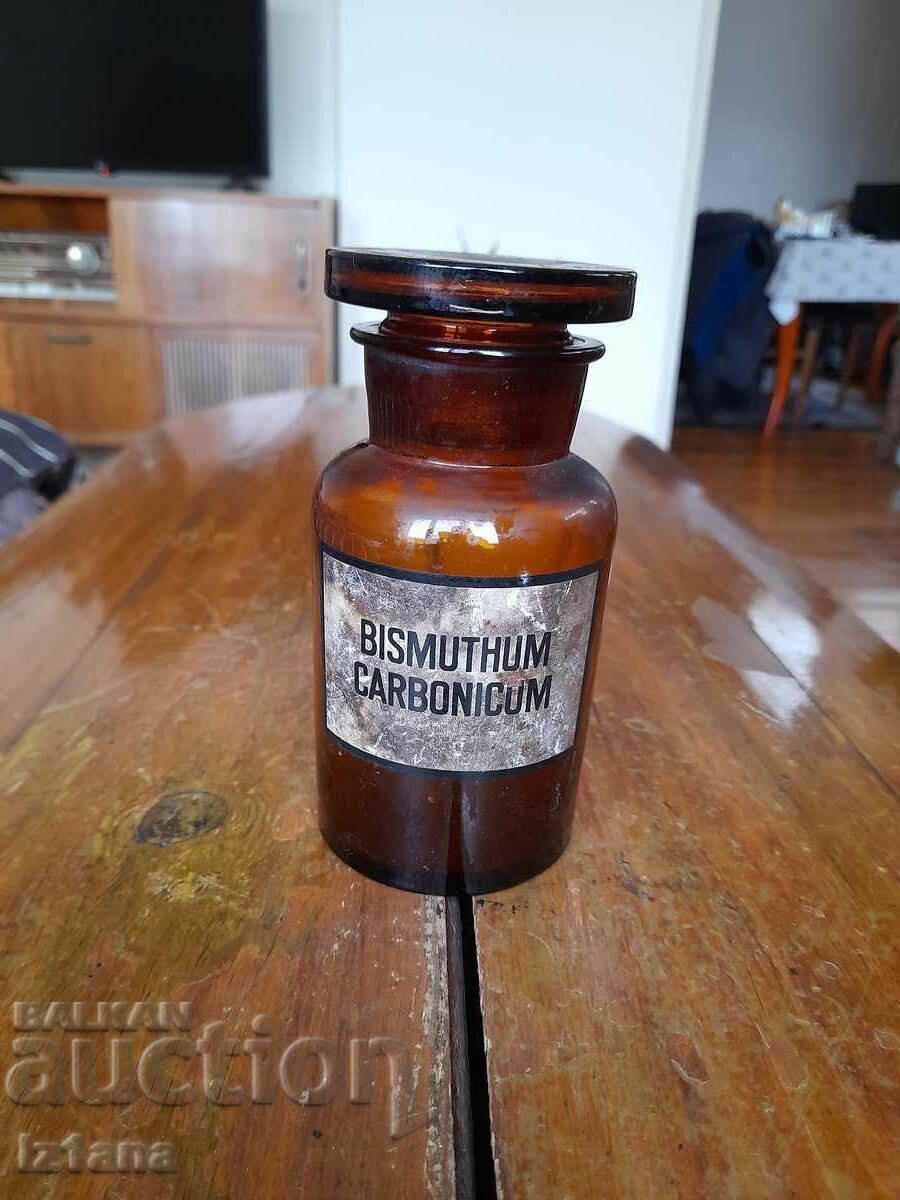 BISMUTHUM
CARBONICUM
BALKAN
auction
iz1ana